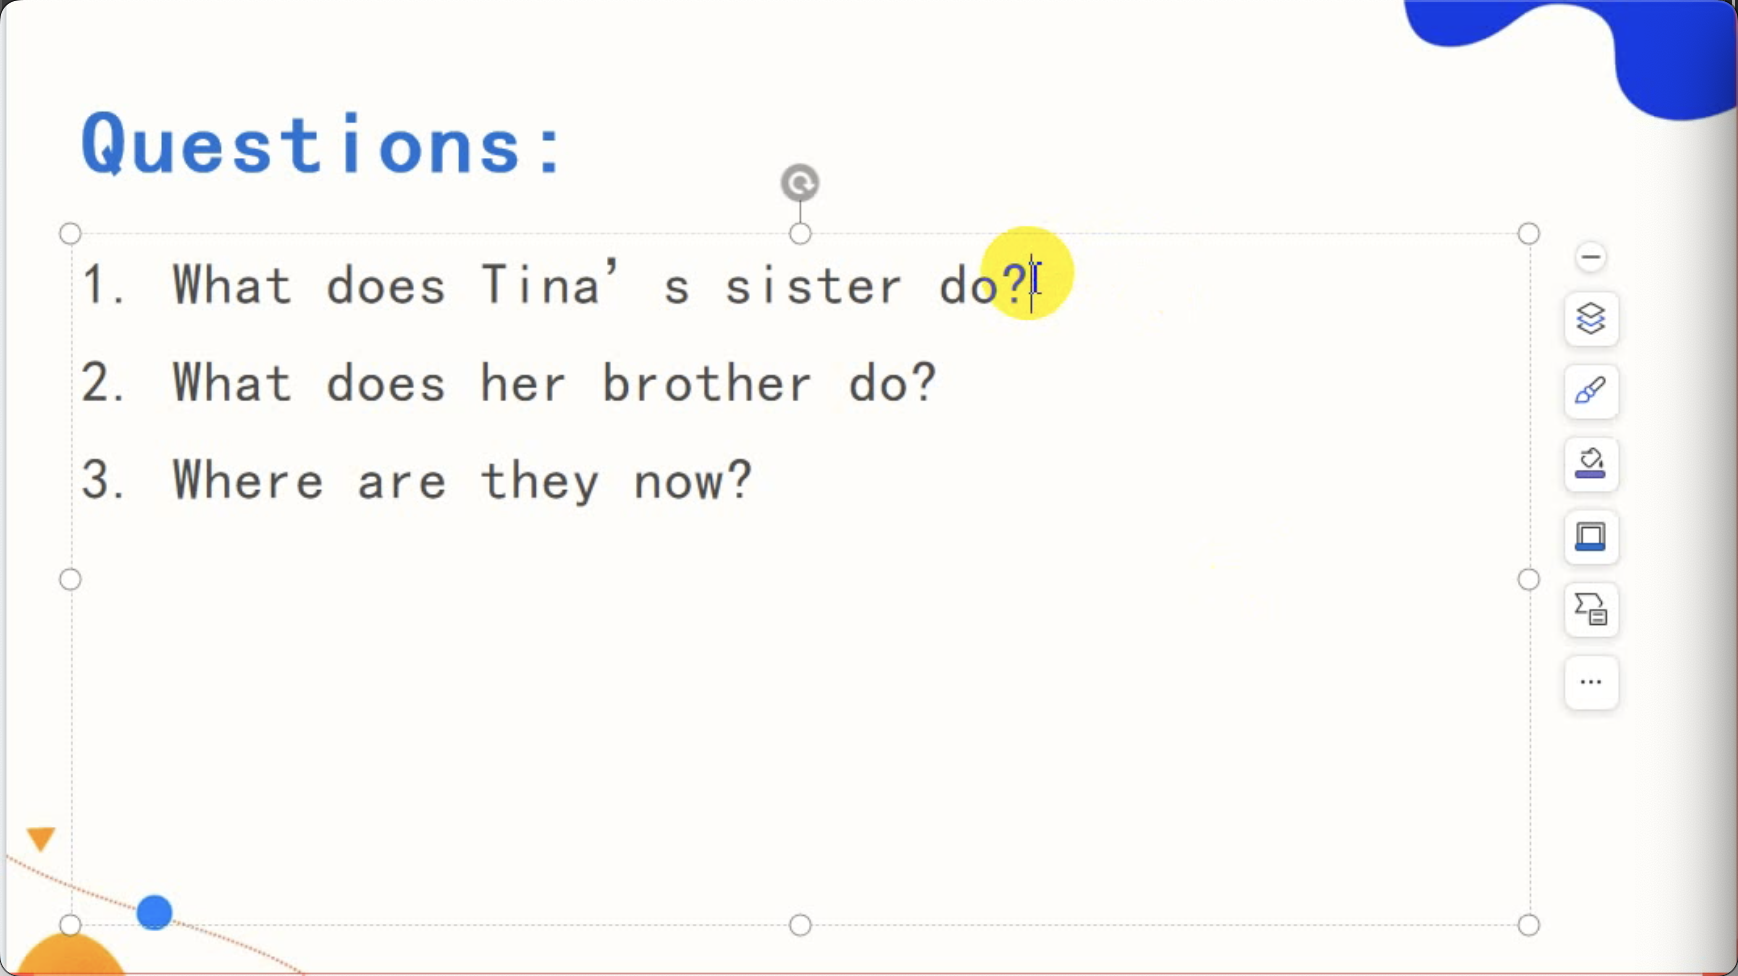 Questions:
1. What does Tina’s sister do?
2. What does her brother do?
3. Where are they now?